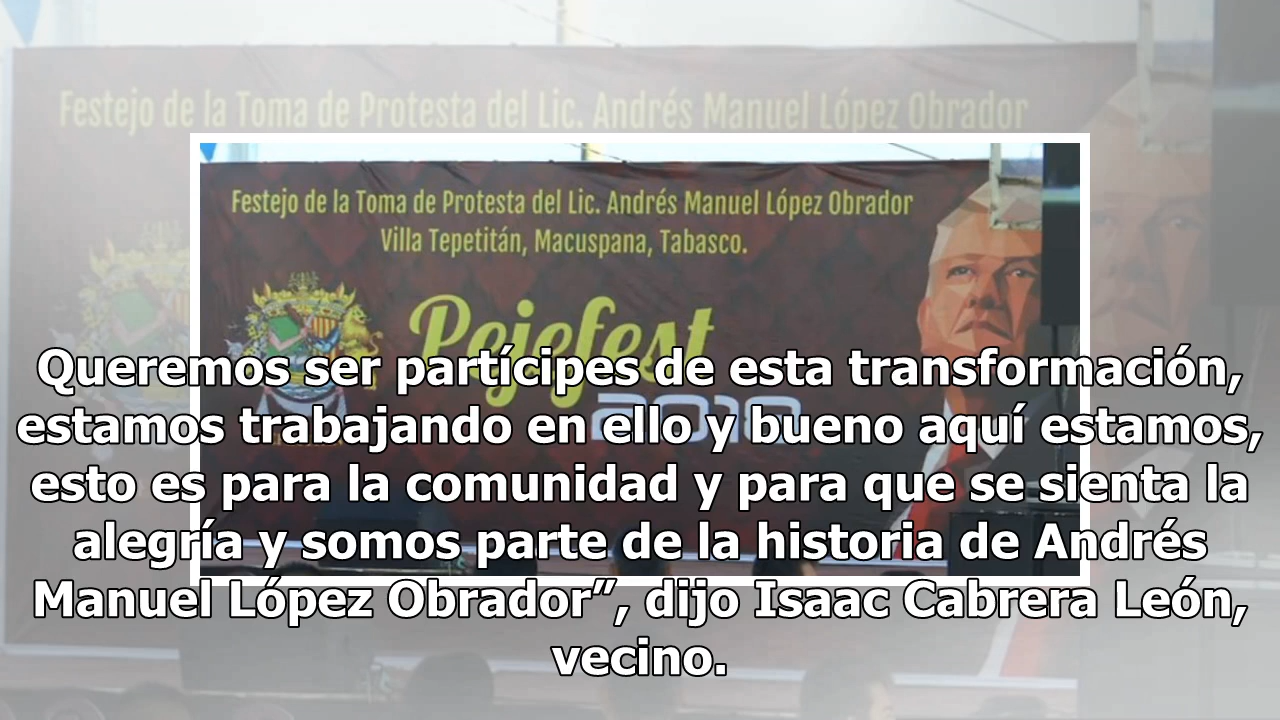 Festejo de la Toma de Protesta del Lic. Andrés Manuel López Obrador
Festejo de la Toma de Protesta del Lic. Andrés Manuel López Obrador
Villa Tepetitán, Macuspana, Tabasco.
Pejefest
2018
Queremos ser partícipes de esta transformación,
estamos trabajando en ello y bueno aquí estamos,
esto es para la comunidad y para que se sienta la
alegría y somos parte de la historia de Andrés
Manuel López Obrador”, dijo Isaac Cabrera León,
vecino.